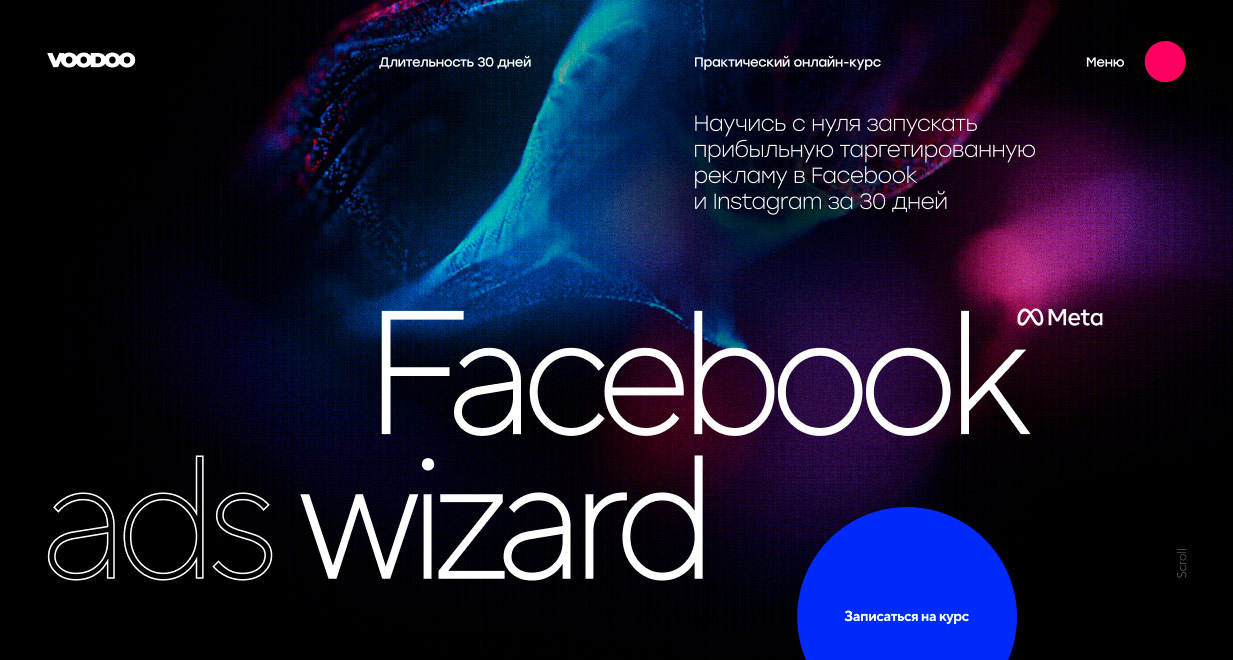 VOODOO
Длительность 30 дней
Практический онлайн-курс
Меню
Научись с нуля запускать
прибыльную таргетированную
рекламу в Facebook
и Instagram за 30 дней
Meta
Facebook
ads wizard
Scroll
Записаться на курс